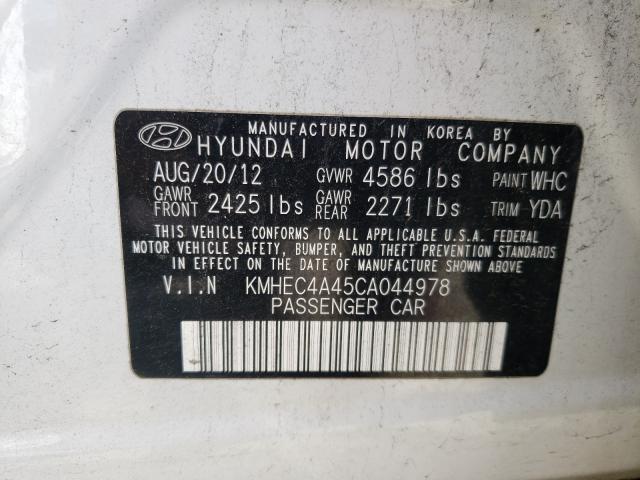 MANUFACTURED IN KOREA BY
HYUNDAI MOTOR COMPANY
AUG/20/12 GVWR 4586 lbs PAINT WHC
GAWR FRONT 2425 lbs GAWR REAR 2271 lbs TRIM YDA
THIS VEHICLE CONFORMS TO ALL APPLICABLE U.S.A. FEDERAL
MOTOR VEHICLE SAFETY, BUMPER, AND THEFT PREVENTION STANDARDS
IN EFFECT ON THE DATE OF MANUFACTURE SHOWN ABOVE
V.I.N KMHEC4A45CA044978
PASSENGER CAR